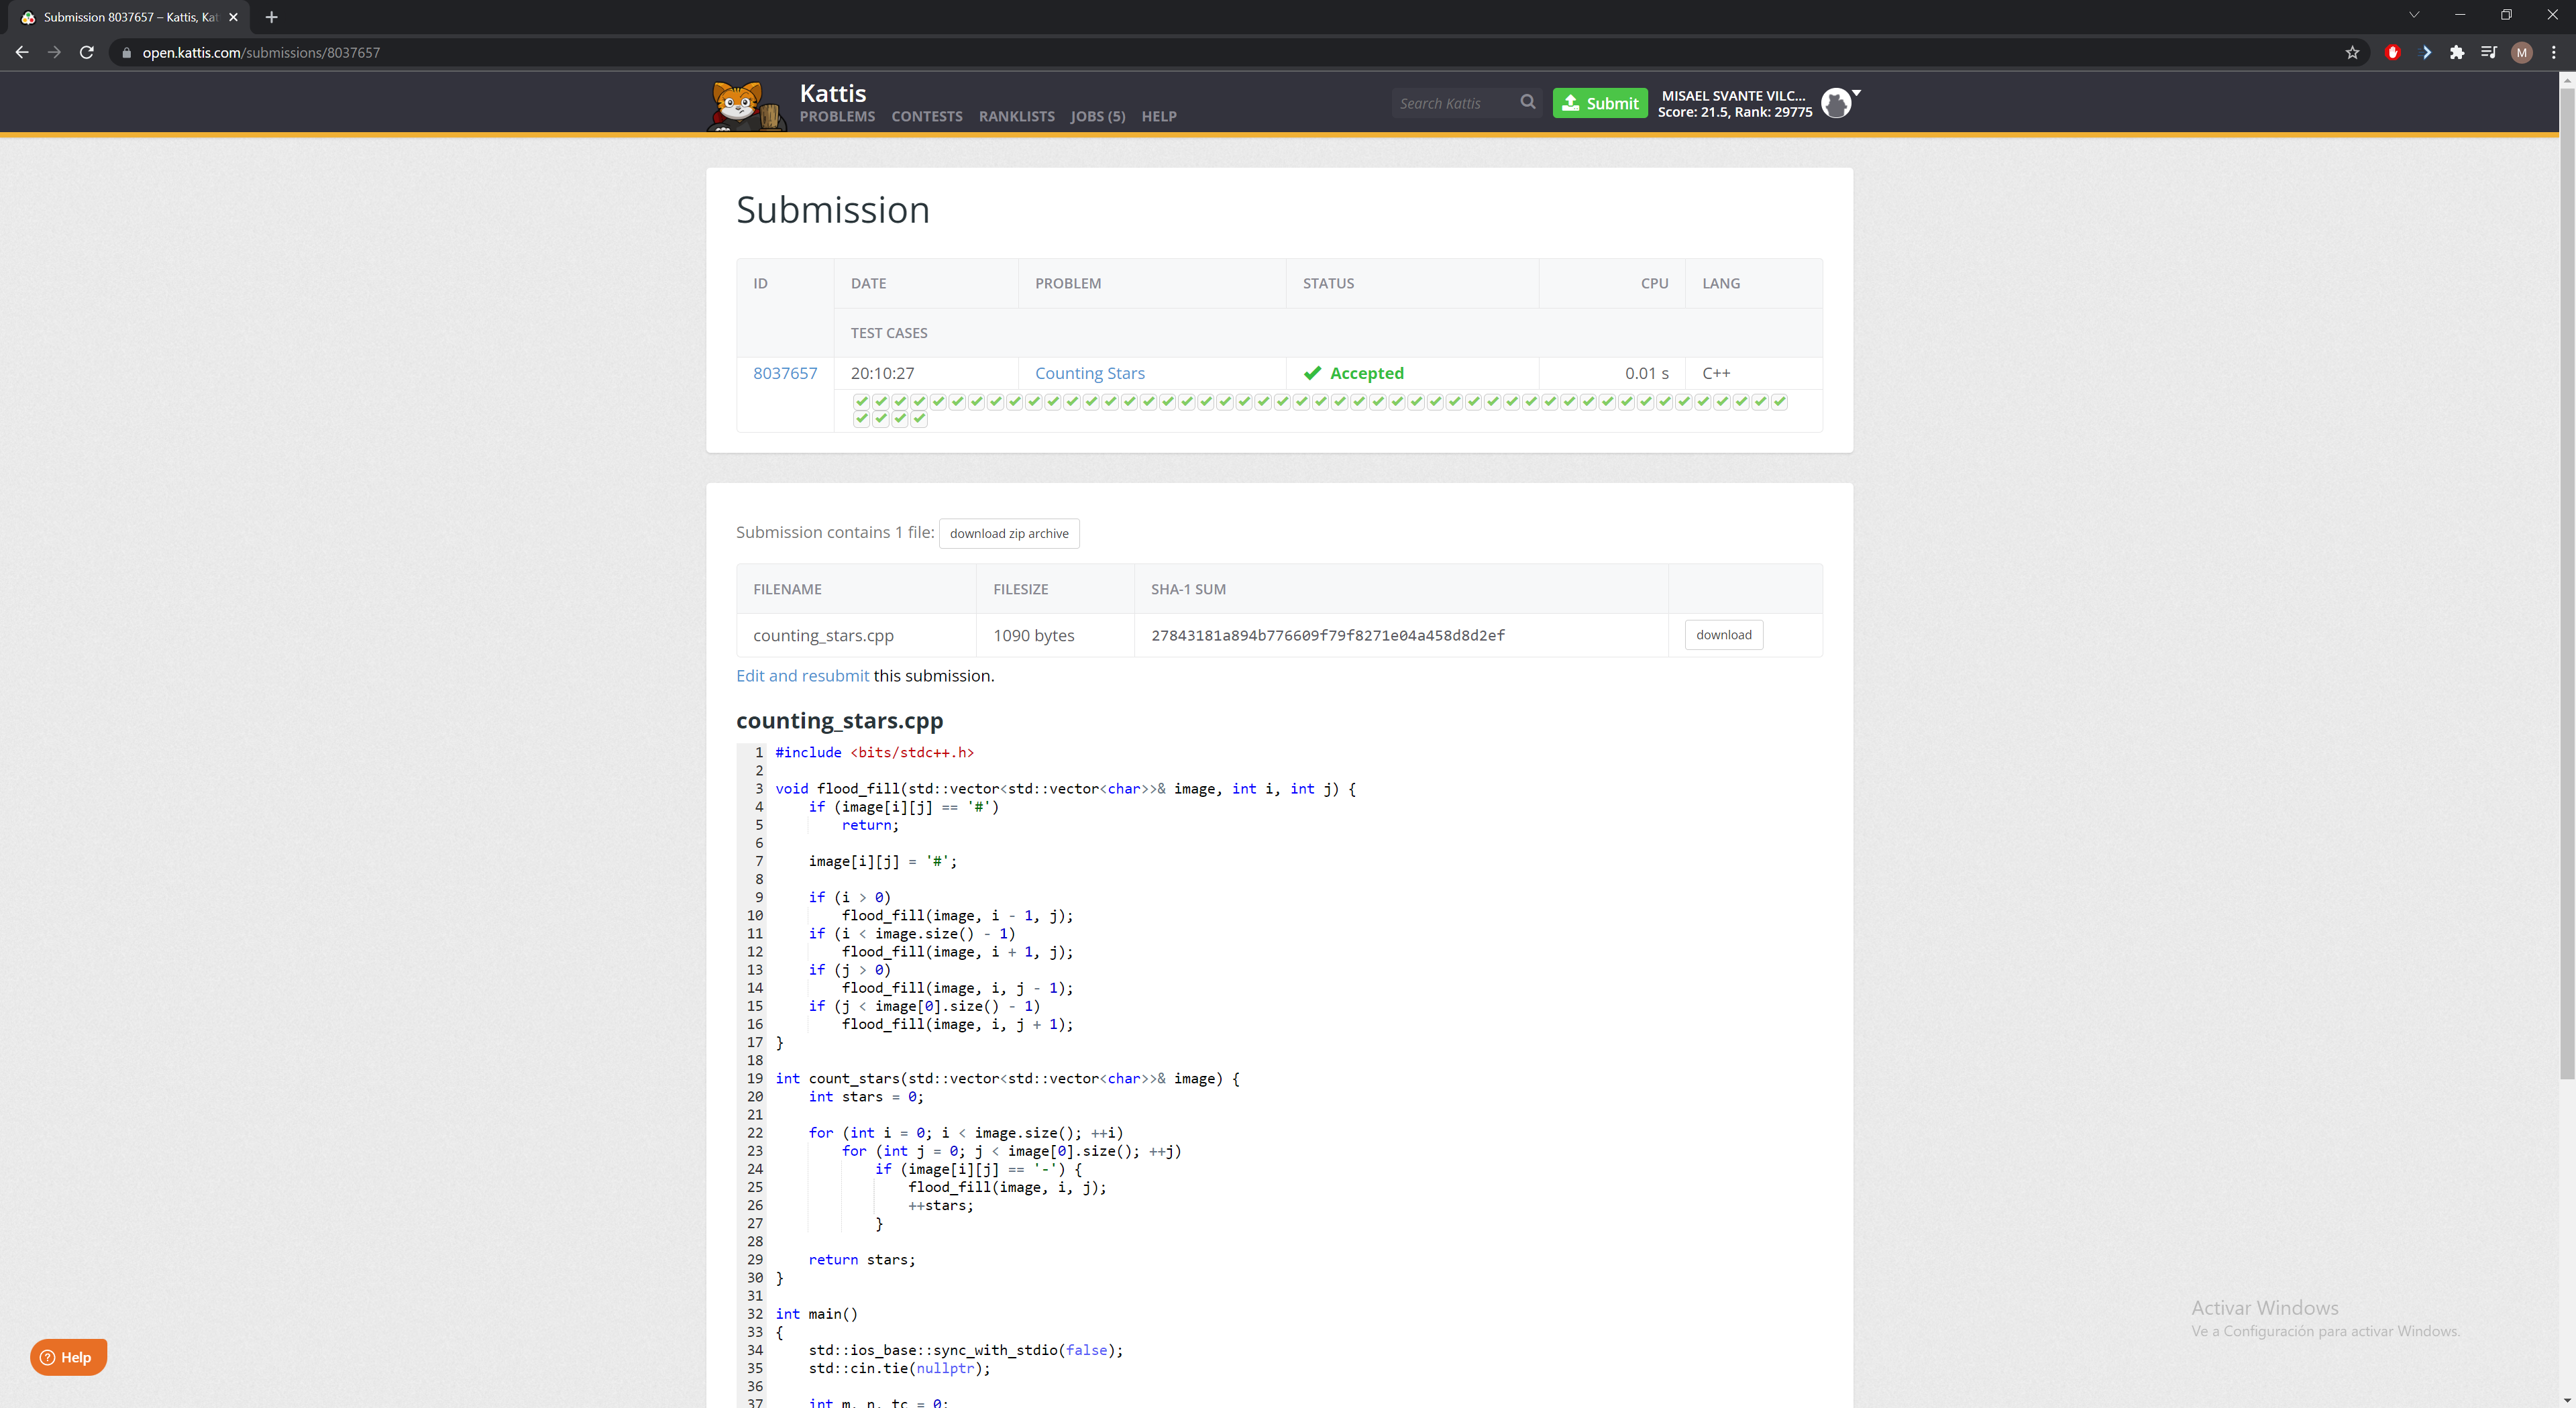 Submission 8037657 – Kattis, Kat
open.kattis.com/submissions/8037657
M
Kattis
PROBLEMS CONTESTS RANKLISTS JOBS (5) HELP
Search Kattis
Submit
MISAEL SVANTE VILC...
Score: 21.5, Rank: 29775
Submission
ID DATE PROBLEM STATUS CPU LANG
TEST CASES
8037657 20:10:27 Counting Stars Accepted 0.01 s C++
Submission contains 1 file: download zip archive
FILENAME FILESIZE SHA-1 SUM
counting_stars.cpp 1090 bytes 27843181a894b776609f79f8271e04a458d8d2ef download
Edit and resubmit this submission.
counting_stars.cpp
1 #include <bits/stdc++.h>
2
3 void flood_fill(std::vector<std::vector<char>>& image, int i, int j) {
4     if (image[i][j] == '#')
5         return;
6
7     image[i][j] = '#';
8
9     if (i > 0)
10         flood_fill(image, i - 1, j);
11     if (i < image.size() - 1)
12         flood_fill(image, i + 1, j);
13     if (j > 0)
14         flood_fill(image, i, j - 1);
15     if (j < image[0].size() - 1)
16         flood_fill(image, i, j + 1);
17 }
18
19 int count_stars(std::vector<std::vector<char>>& image) {
20     int stars = 0;
21
22     for (int i = 0; i < image.size(); ++i)
23         for (int j = 0; j < image[0].size(); ++j)
24             if (image[i][j] == '-') {
25                 flood_fill(image, i, j);
26                 ++stars;
27             }
28
29     return stars;
30 }
31
32 int main()
33 {
34     std::ios_base::sync_with_stdio(false);
35     std::cin.tie(nullptr);
36
37     int m, n, tc = 0;
Help
Activar Windows
Ve a Configuración para activar Windows.